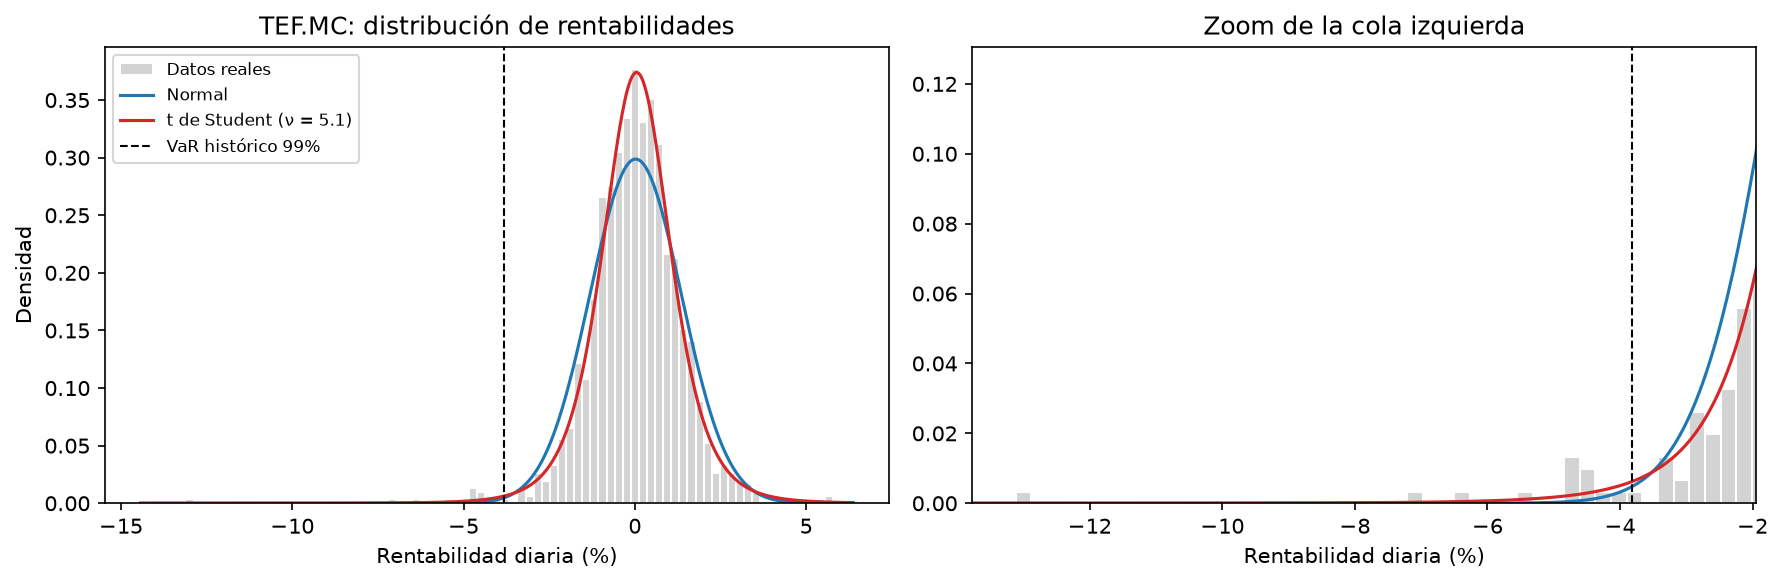 TEF.MC: distribución de rentabilidades
Datos reales
Normal
t de Student (ν = 5.1)
VaR histórico 99%
Densidad
0.35
0.30
0.25
0.20
0.15
0.10
0.05
0.00
−15
−10
−5
0
5
Rentabilidad diaria (%)
Zoom de la cola izquierda
0.12
0.10
0.08
0.06
0.04
0.02
0.00
−12
−10
−8
−6
−4
−2
Rentabilidad diaria (%)